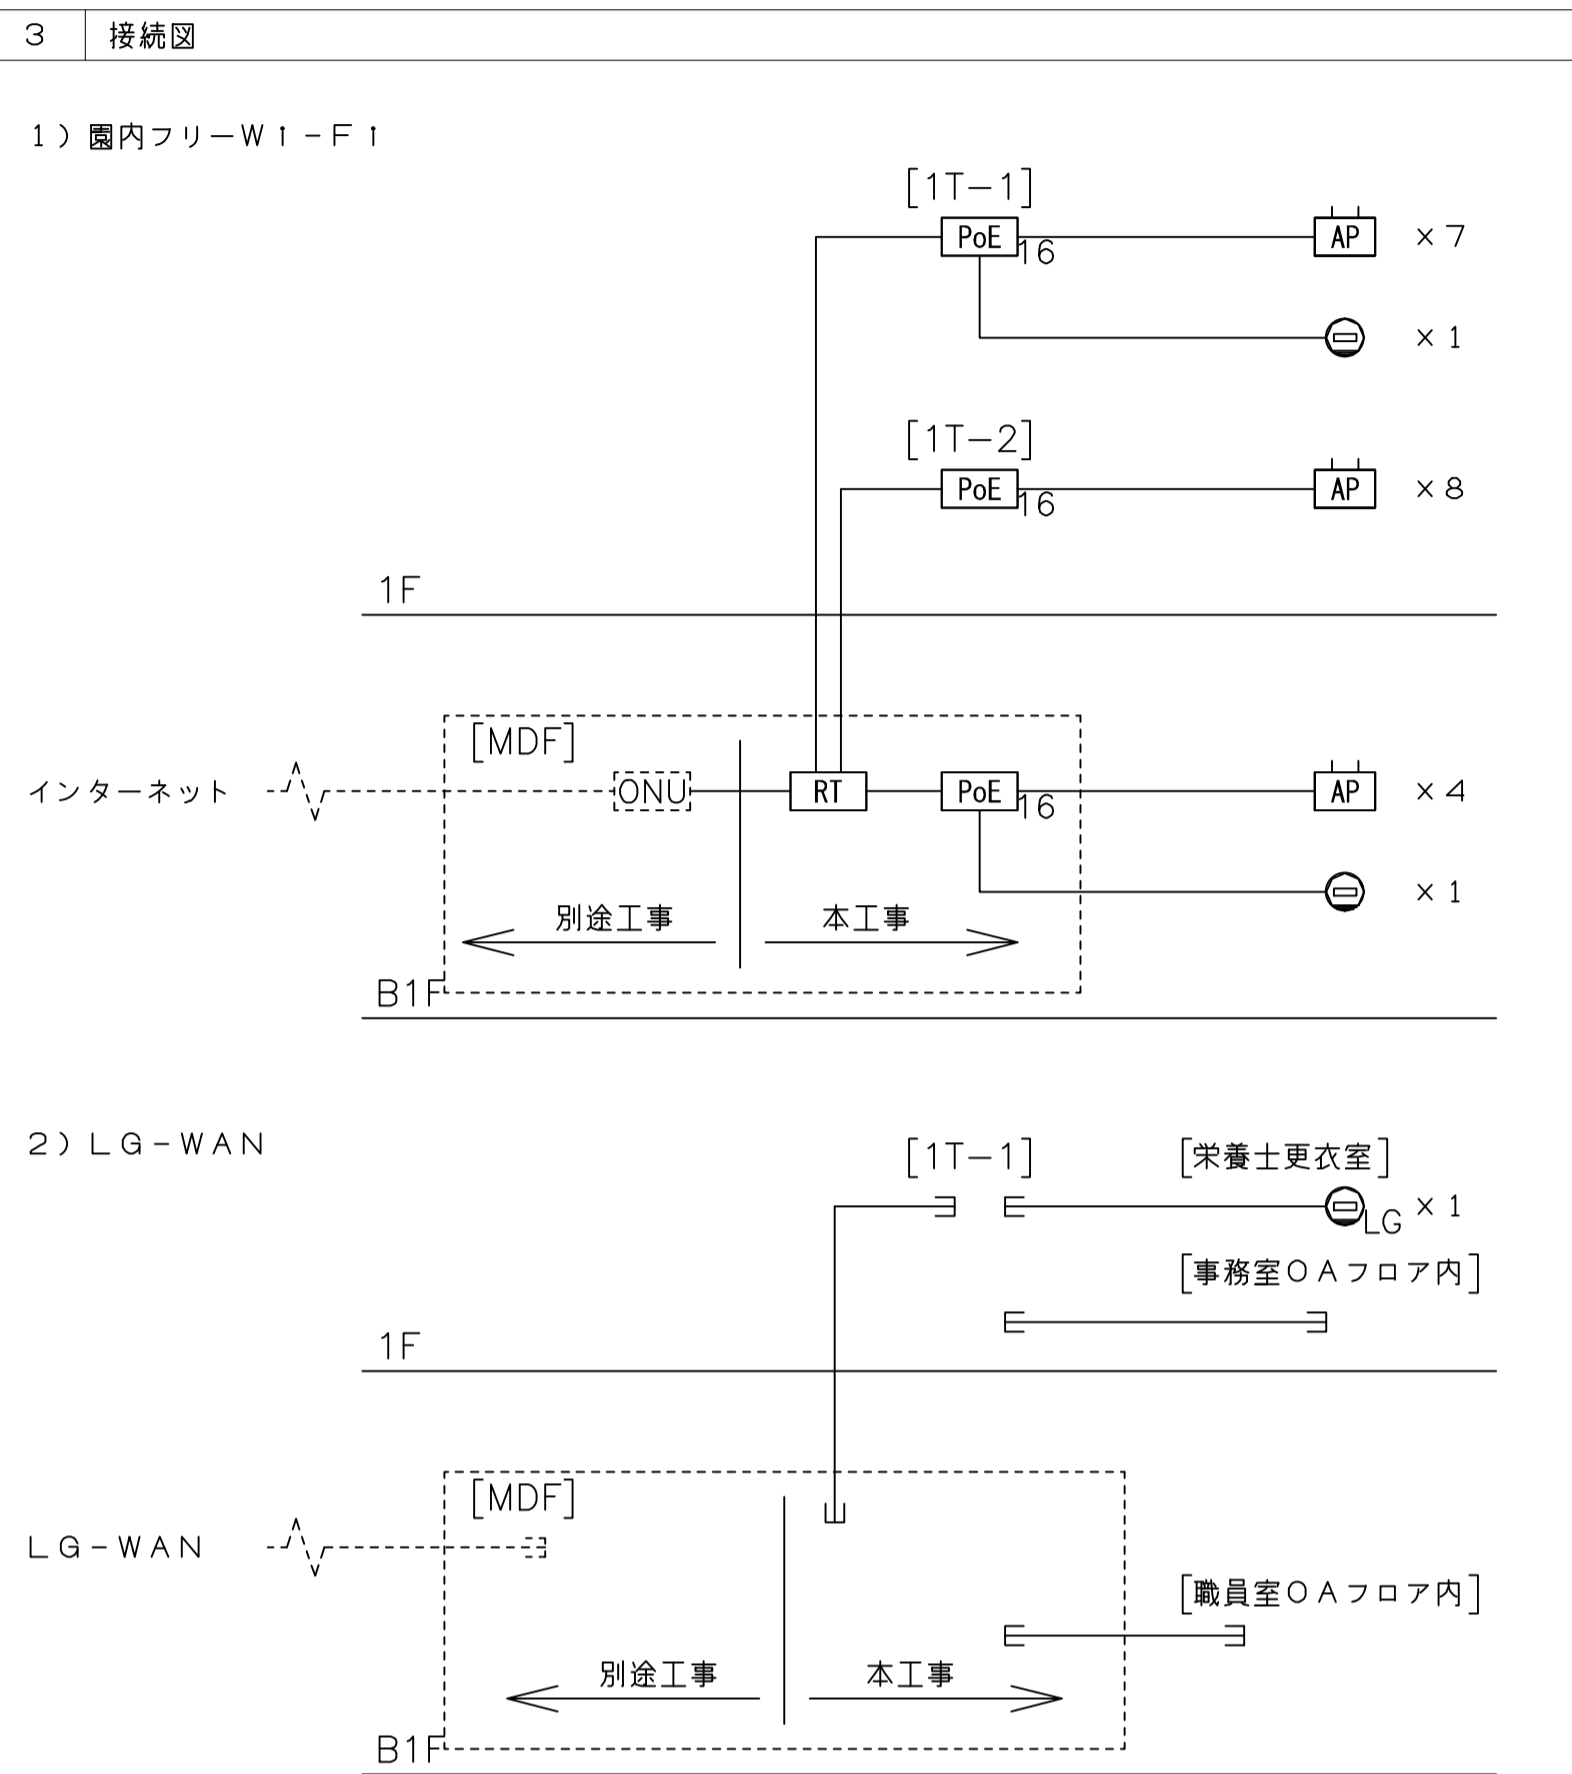 3 接続図
1)園内フリーWi-Fi
[1T-1]
PoE 16 AP ×7
×1
[1T-2]
PoE 16 AP ×8
1F
[MDF]
インターネット ONU RT PoE 16 AP ×4
×1
別途工事 本工事
B1F
2)LG-WAN
[1T-1] [栄養士更衣室]
LG ×1
[事務室OAフロア内]
1F
[MDF]
LG-WAN
[職員室OAフロア内]
別途工事 本工事
B1F